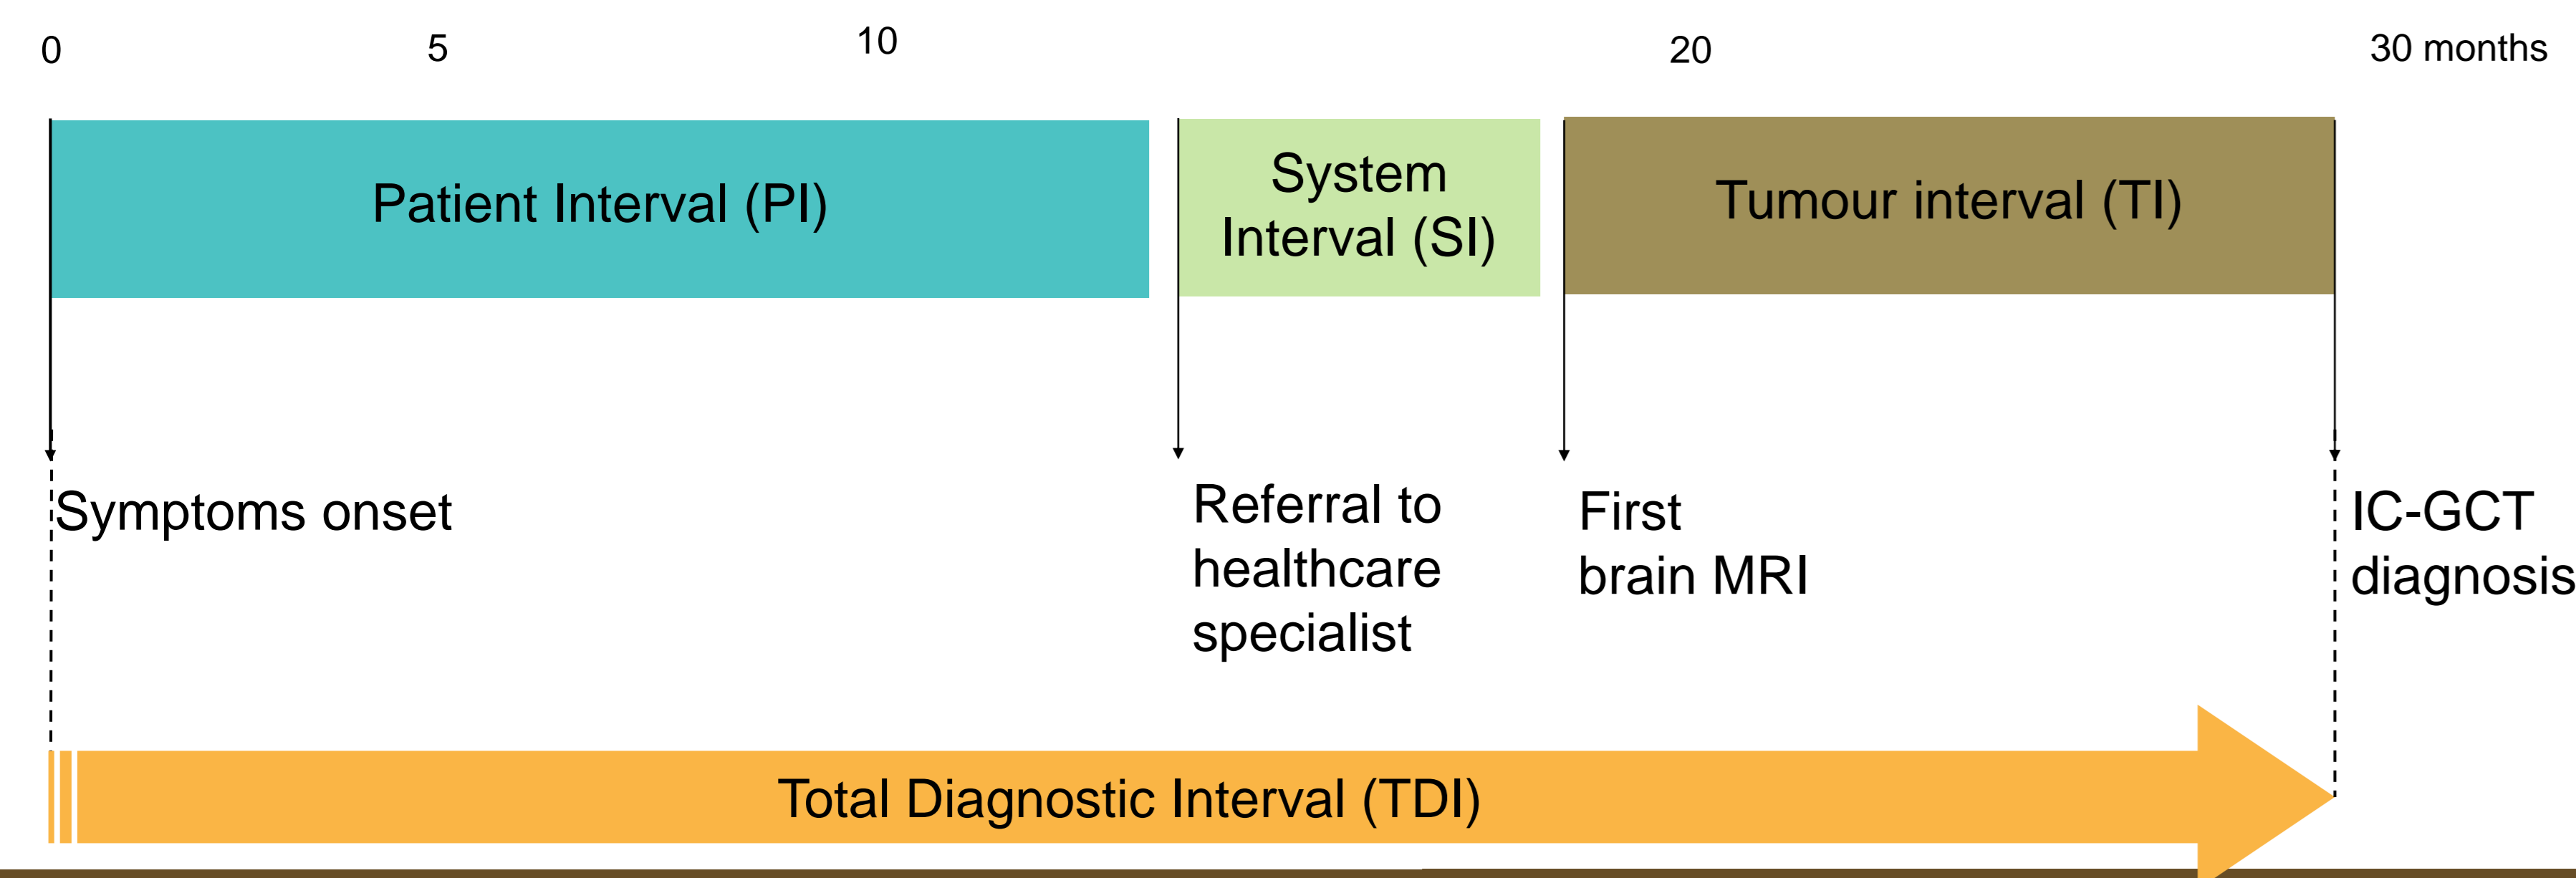 0
5
10
20
30 months
Patient Interval (PI)
System
Interval (SI)
Tumour interval (TI)
Symptoms onset
Referral to
healthcare
specialist
First
brain MRI
IC-GCT
diagnosis
Total Diagnostic Interval (TDI)